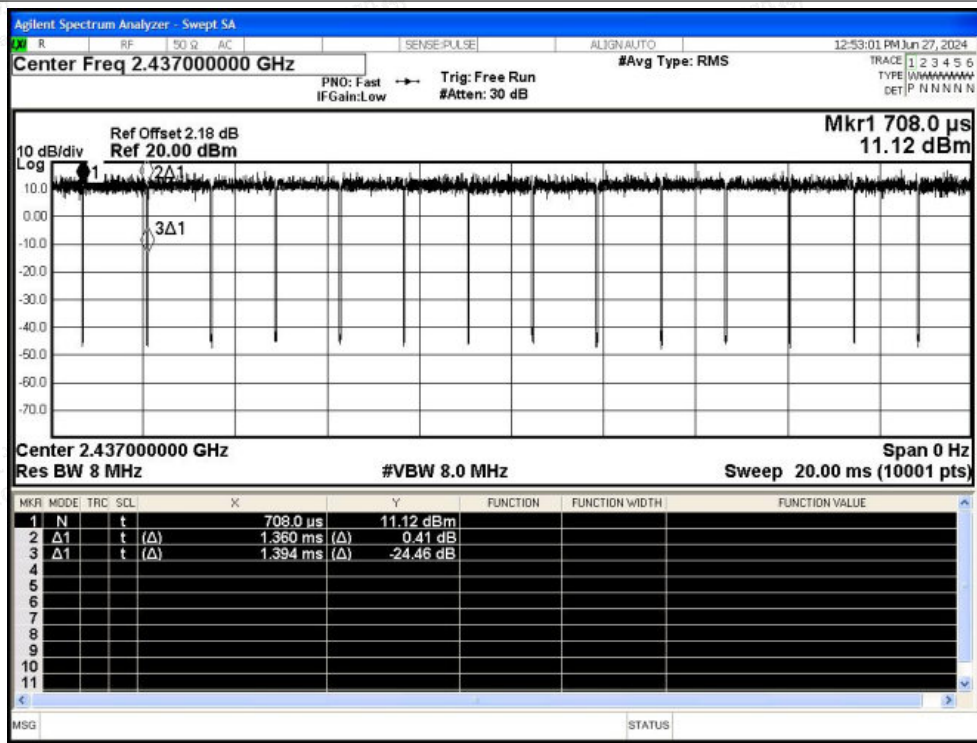 Agilent Spectrum Analyzer - Swept SA
LXI R RF 50 Ω AC SENSE:PULSE ALIGN AUTO 12:53:01 PM Jun 27, 2024
Center Freq 2.437000000 GHz #Avg Type: RMS TRACE 1 2 3 4 5 6
PNO: Fast Trig: Free Run TYPE WWWWWW
IFGain:Low #Atten: 30 dB DET P N N N N N
Mkr1 708.0 µs
Ref Offset 2.18 dB
10 dB/div Ref 20.00 dBm 11.12 dBm
Log
1 2Δ1
10.0
0.00
3Δ1
-10.0
-20.0
-30.0
-40.0
-50.0
-60.0
-70.0
Center 2.437000000 GHz Span 0 Hz
Res BW 8 MHz #VBW 8.0 MHz Sweep 20.00 ms (10001 pts)
MKR MODE TRC SCL X Y FUNCTION FUNCTION WIDTH FUNCTION VALUE
1 N t 708.0 µs 11.12 dBm
2 Δ1 t (Δ) 1.360 ms (Δ) 0.41 dB
3 Δ1 t (Δ) 1.394 ms (Δ) -24.46 dB
4
5
6
7
8
9
10
11
MSG STATUS